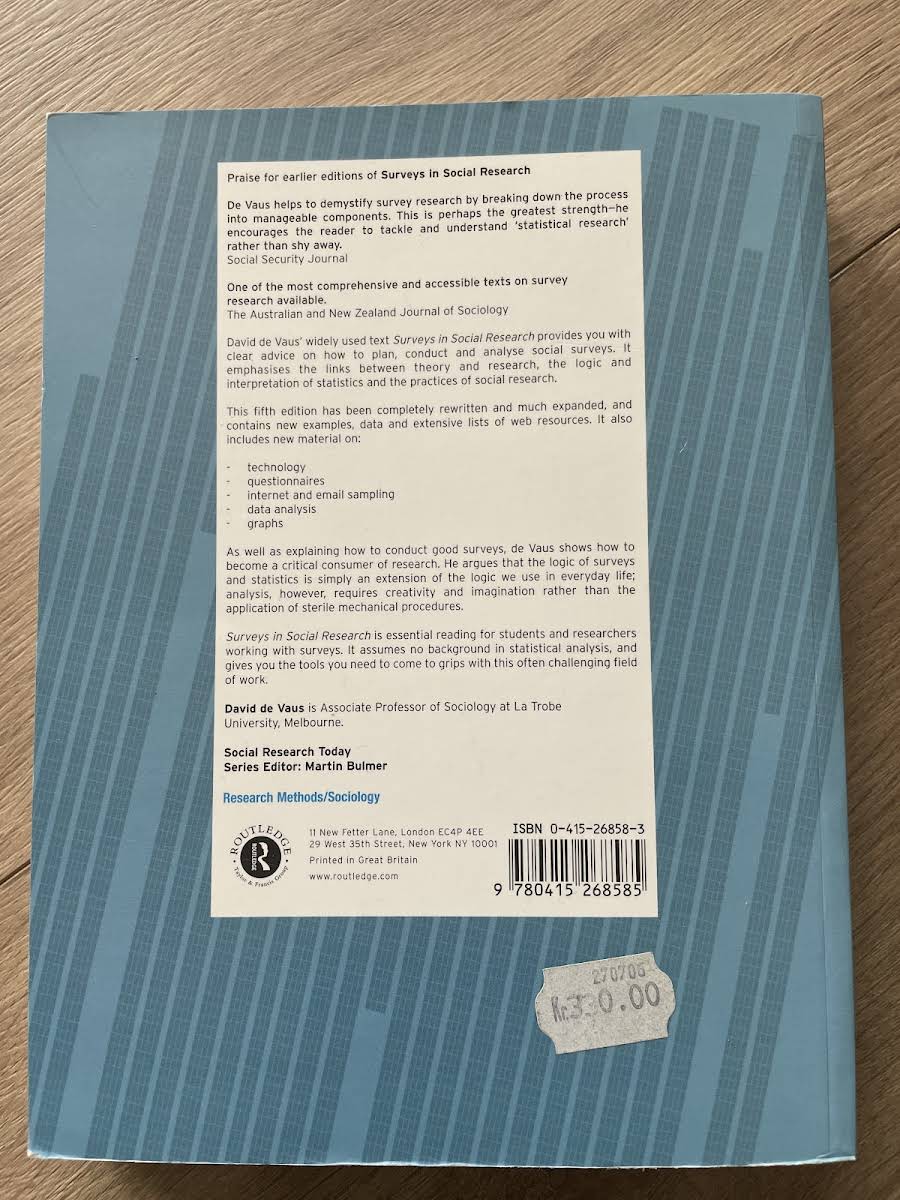 Praise for earlier editions of Surveys in Social Research
De Vaus helps to demystify survey research by breaking down the process
into manageable components. This is perhaps the greatest strength—he
encourages the reader to tackle and understand ‘statistical research’
rather than shy away.
Social Security Journal
One of the most comprehensive and accessible texts on survey
research available.
The Australian and New Zealand Journal of Sociology
David de Vaus’ widely used text Surveys in Social Research provides you with
clear advice on how to plan, conduct and analyse social surveys. It
emphasises the links between theory and research, the logic and
interpretation of statistics and the practices of social research.
This fifth edition has been completely rewritten and much expanded, and
contains new examples, data and extensive lists of web resources. It also
includes new material on:
- technology
- questionnaires
- internet and email sampling
- data analysis
- graphs
As well as explaining how to conduct good surveys, de Vaus shows how to
become a critical consumer of research. He argues that the logic of surveys
and statistics is simply an extension of the logic we use in everyday life;
analysis, however, requires creativity and imagination rather than the
application of sterile mechanical procedures.
Surveys in Social Research is essential reading for students and researchers
working with surveys. It assumes no background in statistical analysis, and
gives you the tools you need to come to grips with this often challenging field
of work.
David de Vaus is Associate Professor of Sociology at La Trobe
University, Melbourne.
Social Research Today
Series Editor: Martin Bulmer
Research Methods/Sociology
ROUTLEDGE
ROUTLEDGE
Taylor & Francis Group
11 New Fetter Lane, London EC4P 4EE
29 West 35th Street, New York NY 10001
Printed in Great Britain
www.routledge.com
ISBN 0-415-26858-3
9 780415 268585
270706
Kr.330.00